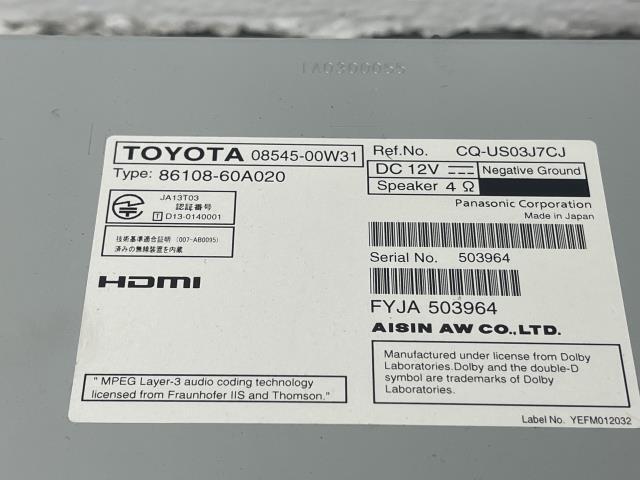 1A0300055
TOYOTA 08545-00W31
Type: 86108-60A020
JA13T03
認証番号
T D13-0140001
技術基準適合証明 (007-AB0095)
済みの無線装置を内蔵
HDMI
"MPEG Layer-3 audio coding technology
licensed from Fraunhofer IIS and Thomson."
Ref.No. CQ-US03J7CJ
DC 12V Negative Ground
Speaker 4 Ω
Panasonic Corporation
Made in Japan
Serial No. 503964
FYJA 503964
AISIN AW CO.,LTD.
Manufactured under license from Dolby
Laboratories.Dolby and the double-D
symbol are trademarks of Dolby
Laboratories.
Label No. YEFM012032